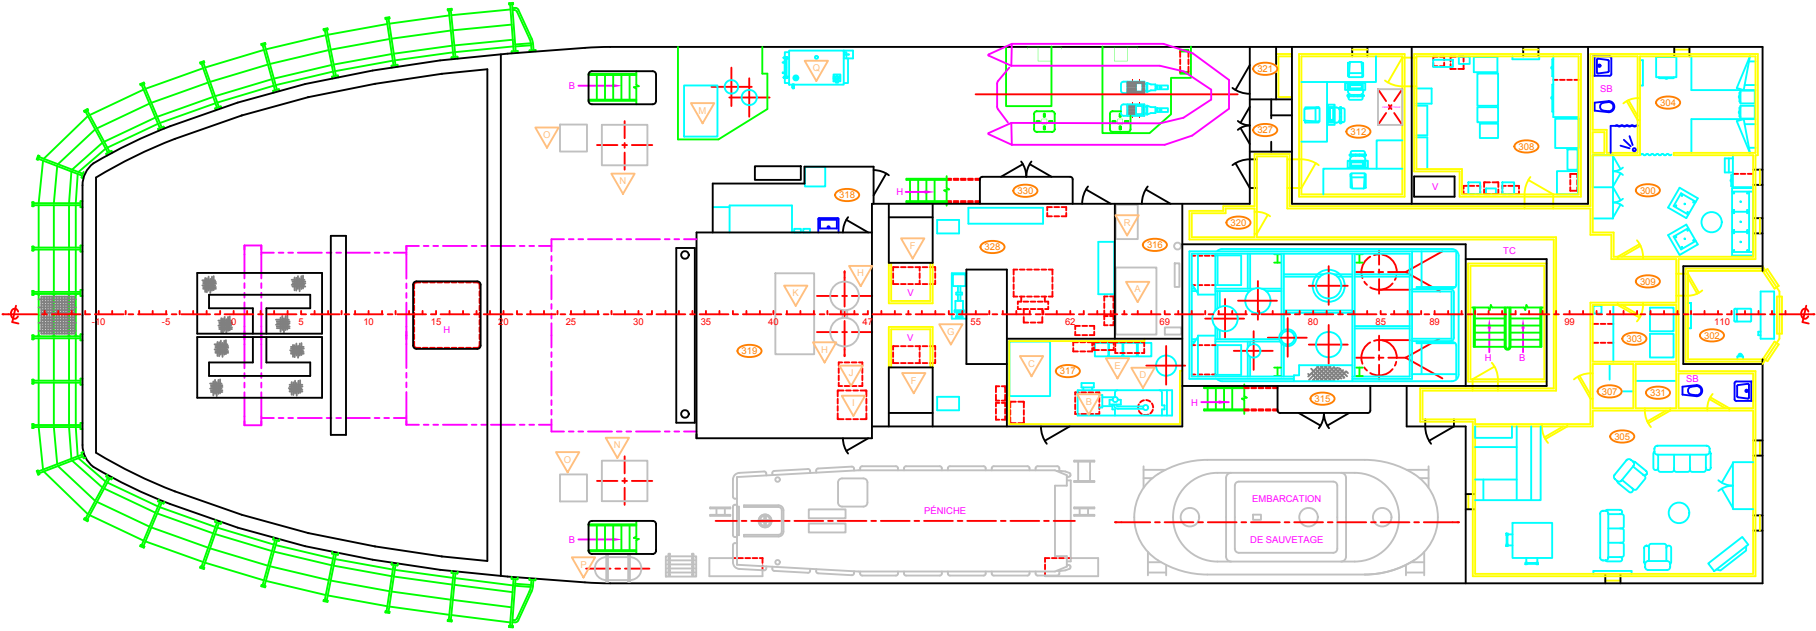 B
O
N
M
G
321
327
312
308
V
SB
304
300
318
H
330
R
316
320
TC
F
328
H
K
V
A
309
CL
-10
-5
0
5
10
15
H
20
25
30
35
40
47
55
62
69
80
85
89
99
110
CL
319
H
V
G
C
317
E
D
B
F
J
H
B
303
302
H
315
307
331
SB
305
N
O
PÉNICHE
EMBARCATION
DE SAUVETAGE
B
P